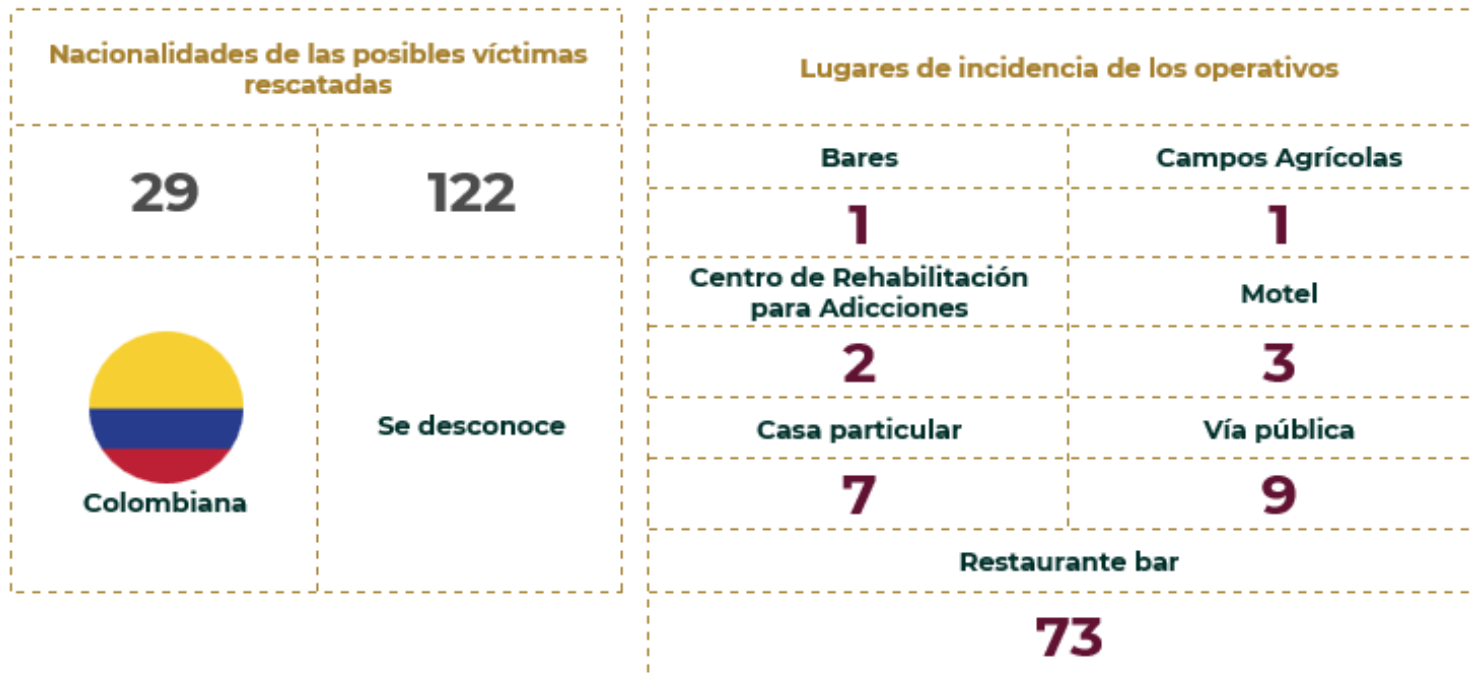 Nacionalidades de las posibles víctimas
rescatadas
29
122
Colombiana
Se desconoce
Lugares de incidencia de los operativos
Bares
Campos Agrícolas
1
1
Centro de Rehabilitación
para Adicciones
Motel
2
3
Casa particular
Vía pública
7
9
Restaurante bar
73